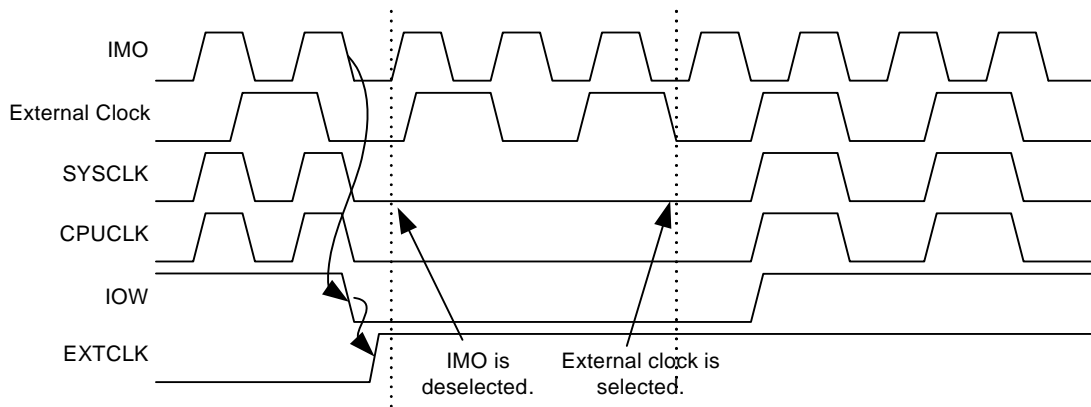 IMO
External Clock
SYSCLK
CPUCLK
IOW
EXTCLK
IMO is
deselected.
External clock is
selected.